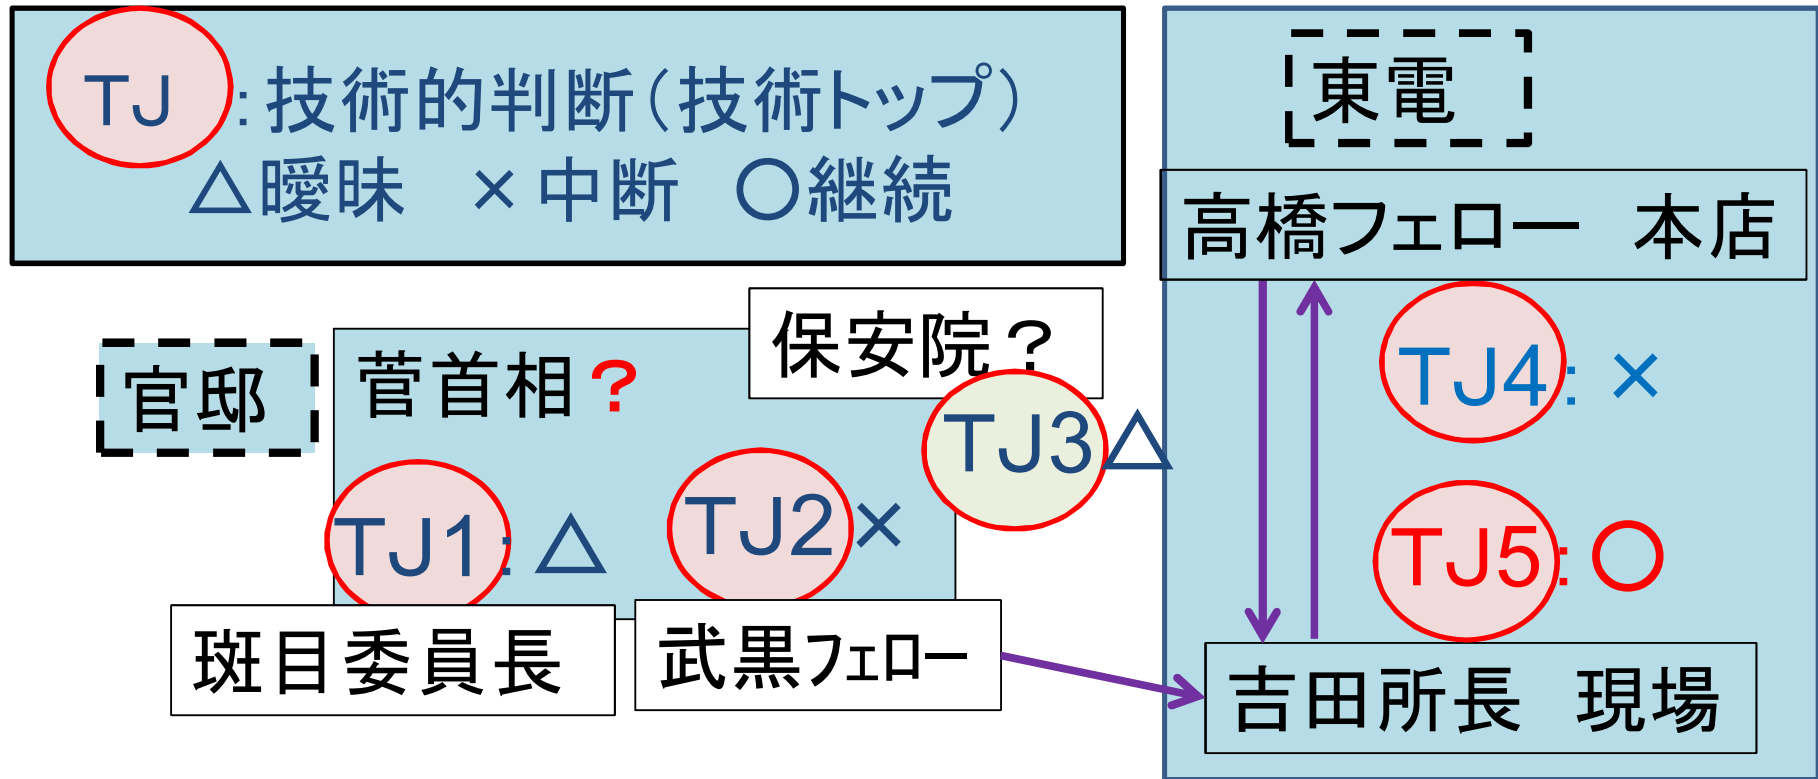 TJ：技術的判断（技術トップ）
△曖昧　×中断　○継続
東電
高橋フェロー　本店
保安院？
官邸
菅首相？
TJ3△
TJ4：×
TJ1：△
TJ2×
TJ5：○
斑目委員長
武黒フェロー
吉田所長　現場